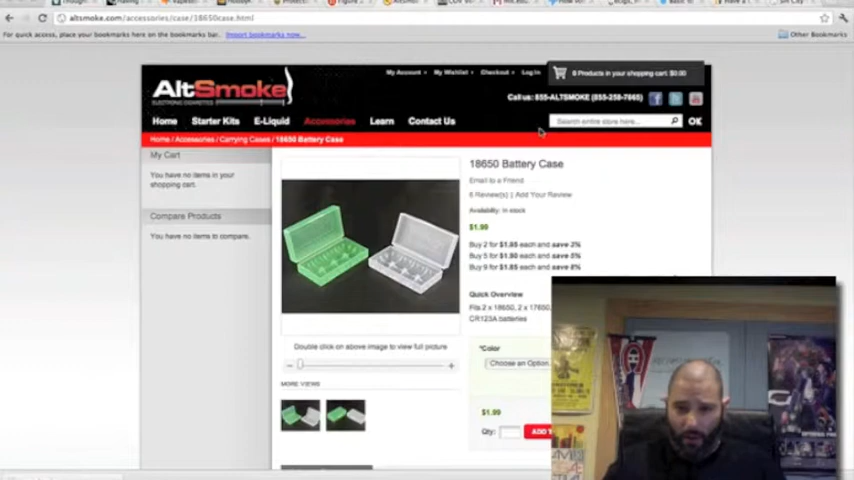 altsmoke.com/accessories/case/18650case.html
For quick access, place your bookmarks here on the bookmarks bar. Import bookmarks now...
Other Bookmarks
My Account
My Wishlist
Checkout
Log In
0 Products in your shopping cart: $0.00
AltSmoke
ELECTRONIC CIGARETTES
Call us: 855-ALTSMOKE (855-258-7665)
Home
Starter Kits
E-Liquid
Accessories
Learn
Contact Us
Search entire store here...
OK
Home / Accessories / Carrying Cases / 18650 Battery Case
My Cart
You have no items in your
shopping cart.
Compare Products
You have no items to compare.
18650 Battery Case
Email to a Friend
6 Review(s) | Add Your Review
Availability: In stock
$1.99
Buy 2 for $1.95 each and save 2%
Buy 5 for $1.90 each and save 5%
Buy 9 for $1.85 each and save 8%
Quick Overview
Fits 2 x 18650, 2 x 17650,
CR123A batteries
Double click on above image to view full picture
*Color
Choose an Option
MORE VIEWS
$1.99
Qty:
ADD